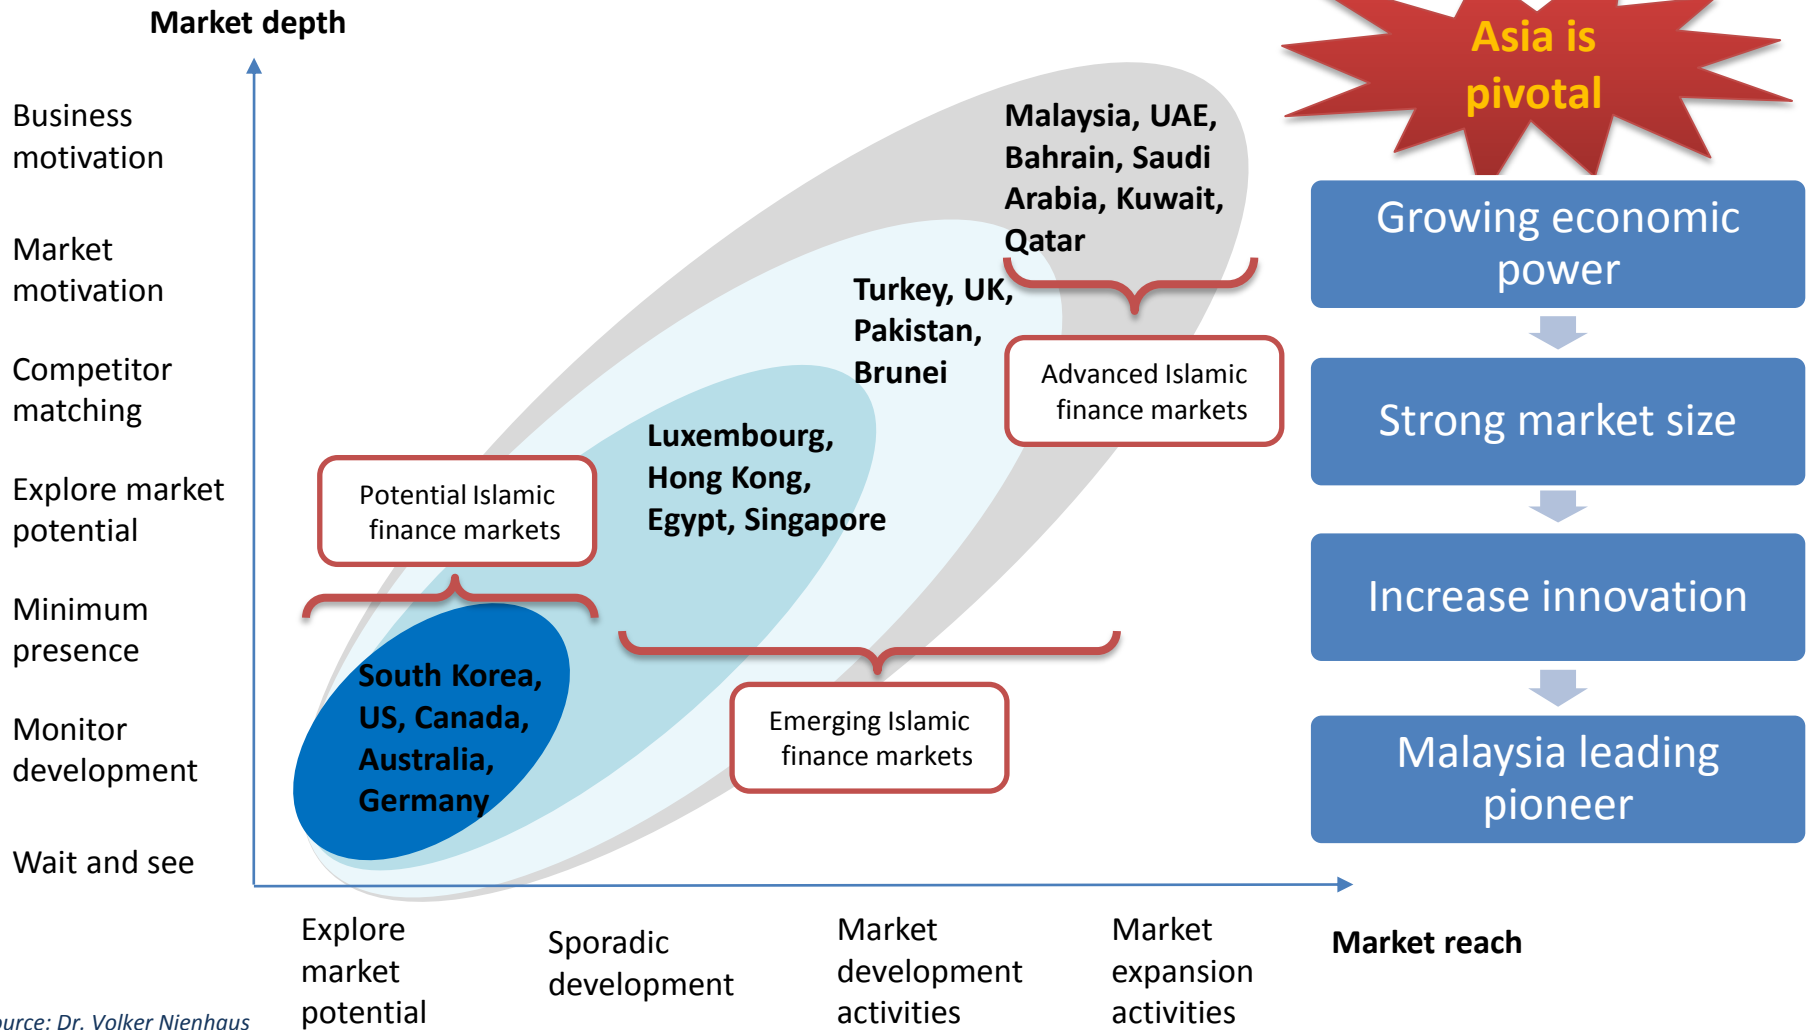 Market depth
Asia is
pivotal
Business
motivation
Market
motivation
Competitor
matching
Explore market
potential
Minimum
presence
Monitor
development
Wait and see
Malaysia, UAE,
Bahrain, Saudi
Arabia, Kuwait,
Qatar
Turkey, UK,
Pakistan,
Brunei
Advanced Islamic
finance markets
Luxembourg,
Hong Kong,
Egypt, Singapore
Potential Islamic
finance markets
South Korea,
US, Canada,
Australia,
Germany
Emerging Islamic
finance markets
Growing economic
power
Strong market size
Increase innovation
Malaysia leading
pioneer
Explore
market
potential
Sporadic
development
Market
development
activities
Market
expansion
activities
Market reach
ource: Dr. Volker Nienhaus